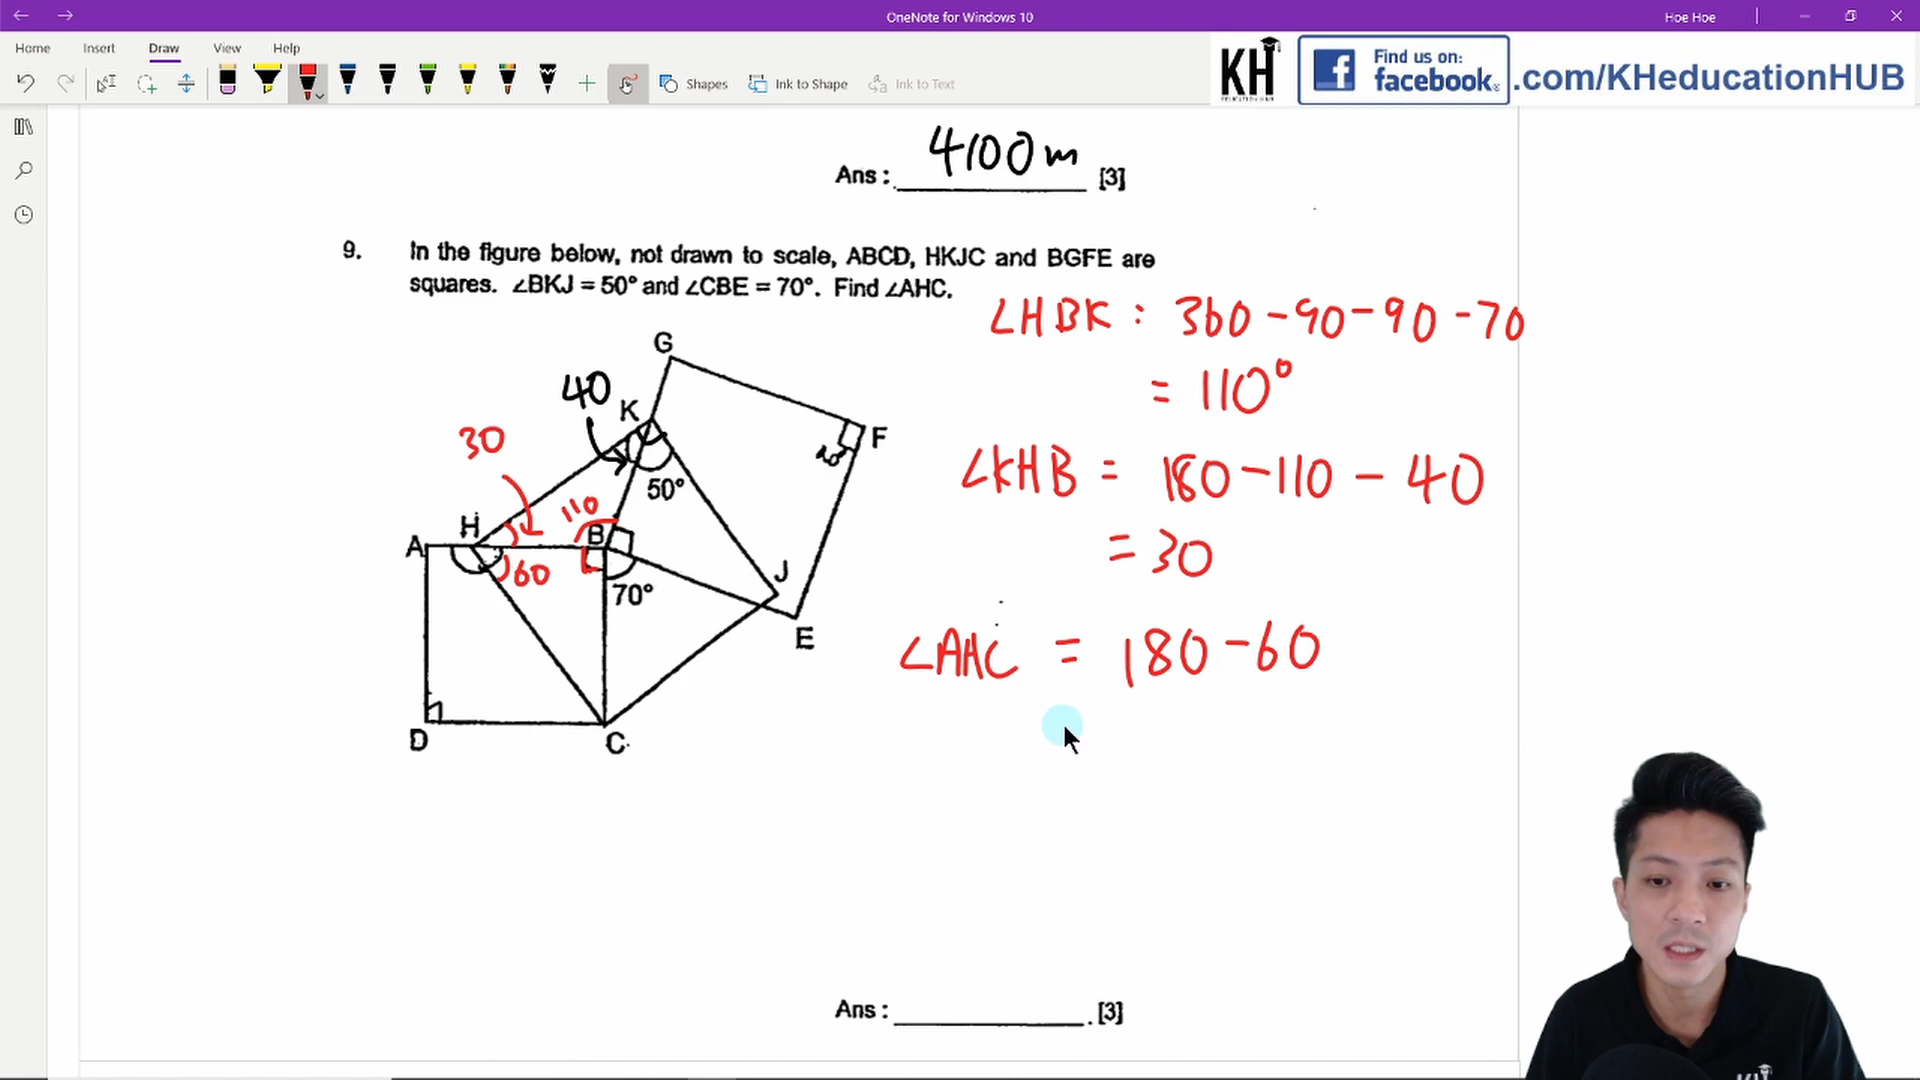 OneNote for Windows 10
Hoe Hoe
Home Insert Draw View Help
Shapes Ink to Shape Ink to Text
KH
Find us on:
facebook.
.com/KHeducationHUB
4100m
Ans : [3]
9. In the figure below, not drawn to scale, ABCD, HKJC and BGFE are
squares. ∠BKJ = 50° and ∠CBE = 70°. Find ∠AHC.
∠HBK : 360-90-90-70
= 110°
∠KHB = 180-110-40
= 30
∠AHC = 180-60
G
40
K
F
30
50°
110
H
B
A
60
J
70°
E
D
C
Ans : [3]
KH